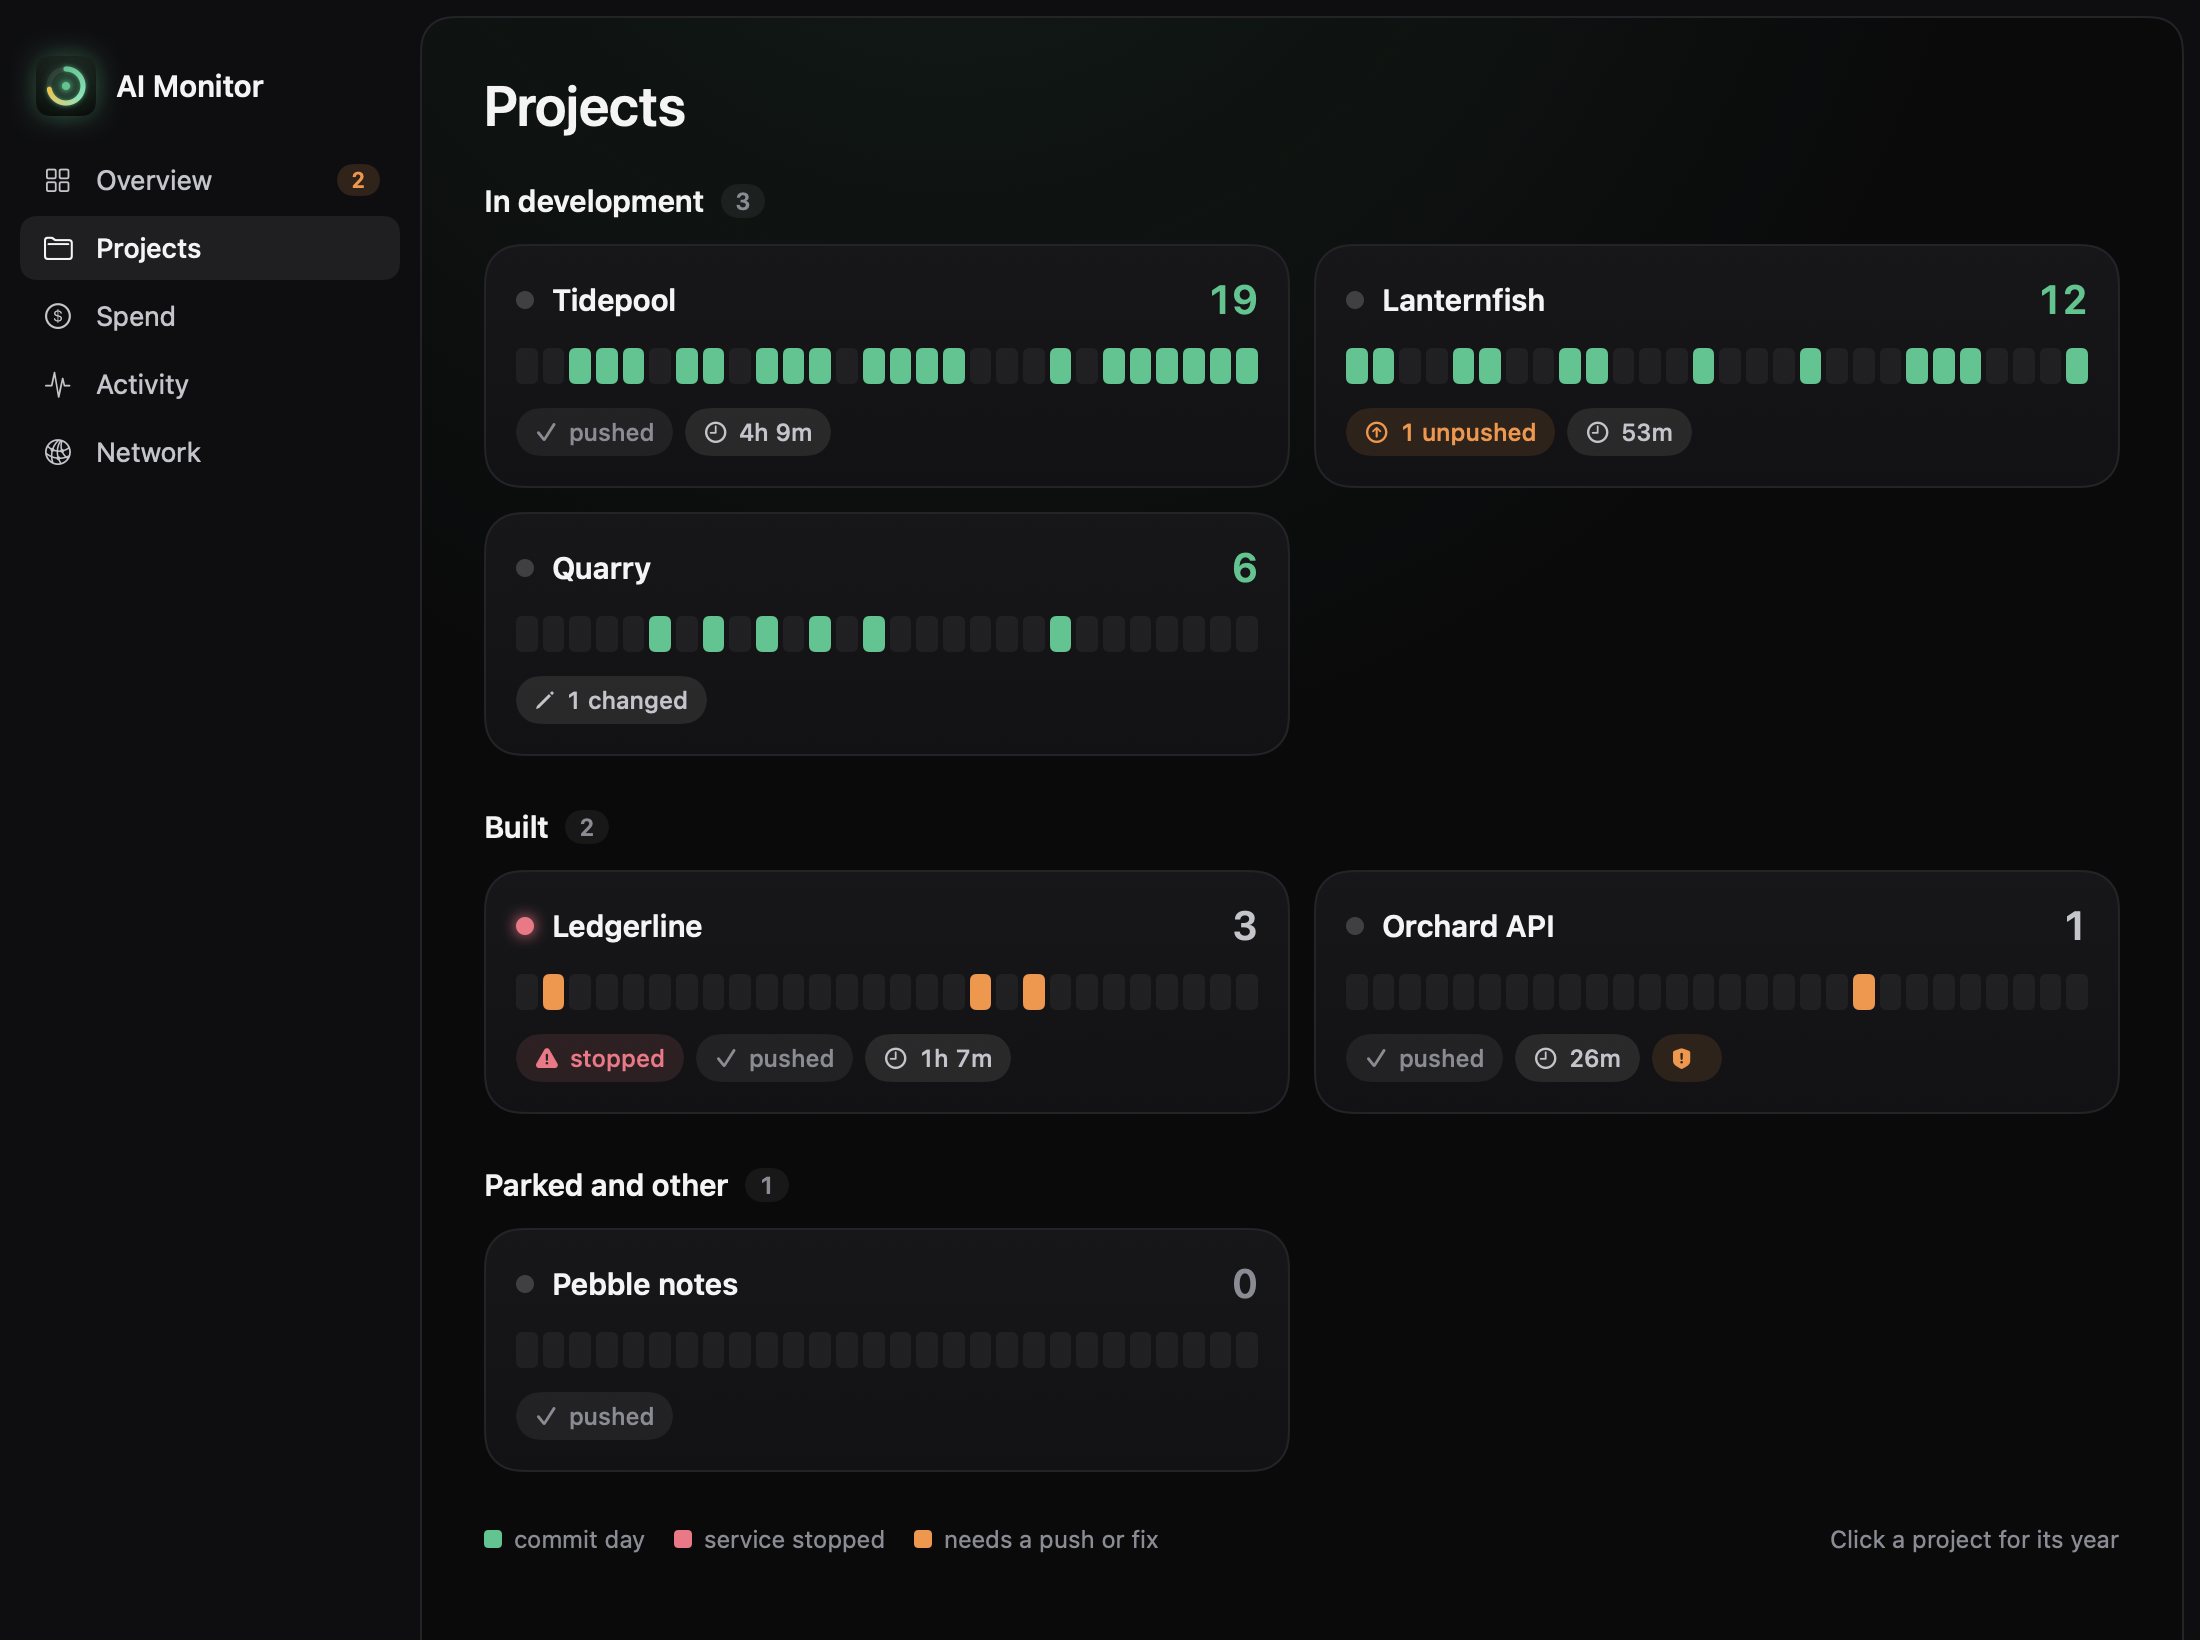 AI Monitor
Overview 2
Projects
Spend
Activity
Network
Projects
In development 3
Tidepool 19
pushed 4h 9m
Lanternfish 12
1 unpushed 53m
Quarry 6
1 changed
Built 2
Ledgerline 3
stopped pushed 1h 7m
Orchard API 1
pushed 26m
Parked and other 1
Pebble notes 0
pushed
commit day service stopped needs a push or fix
Click a project for its year